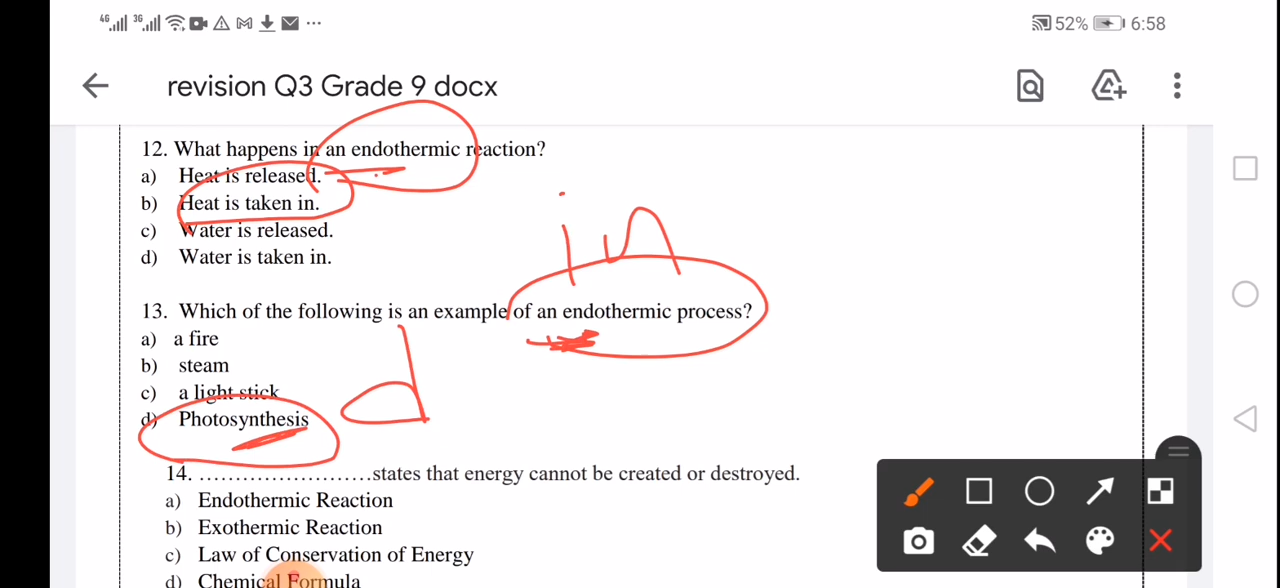 4G 3G ... 52% 6:58
revision Q3 Grade 9 docx
12. What happens in an endothermic reaction?
a) Heat is released.
b) Heat is taken in.
c) Water is released.
d) Water is taken in.
in
13. Which of the following is an example of an endothermic process?
a) a fire
b) steam
c) a light stick
d) Photosynthesis
d
14. ........................states that energy cannot be created or destroyed.
a) Endothermic Reaction
b) Exothermic Reaction
c) Law of Conservation of Energy
d) Chemical Formula